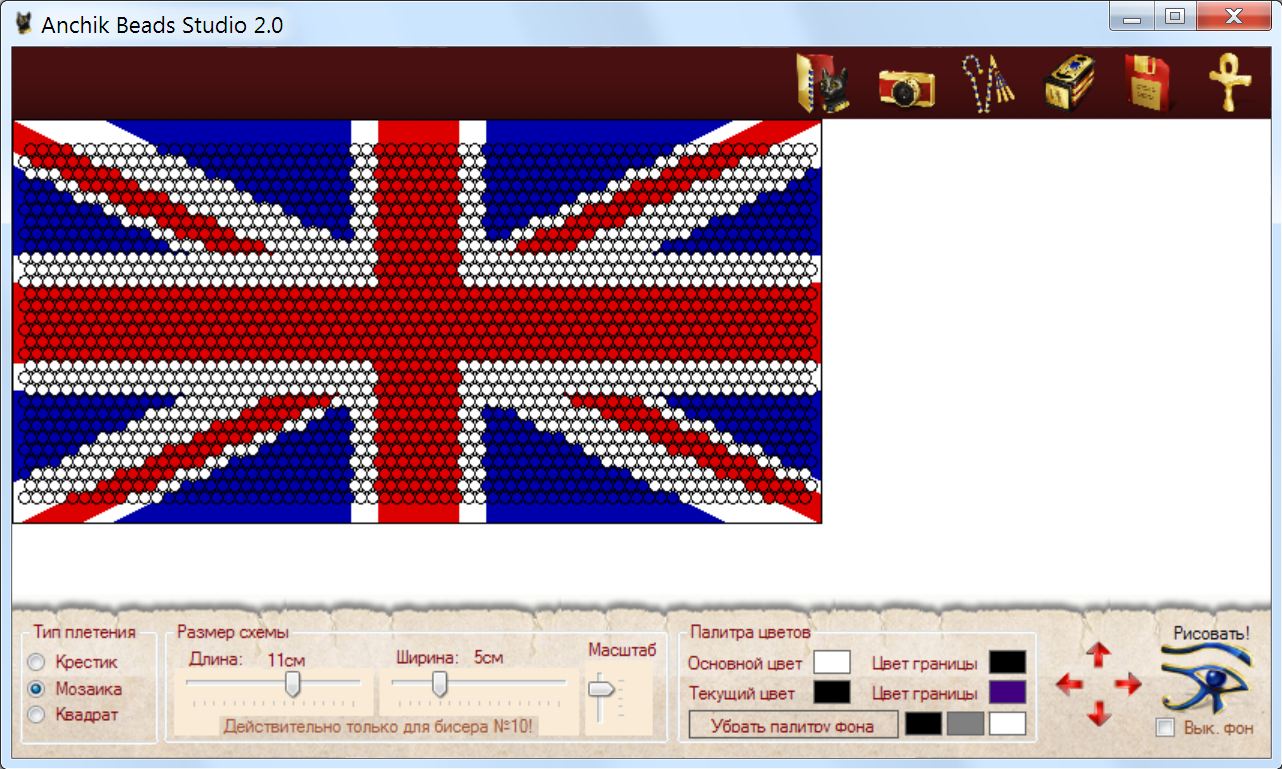 Anchik Beads Studio 2.0
Рисовать!
Тип плетения
Крестик
Мозаика
Квадрат
Размер схемы
Длина: 11см
Ширина: 5см
Масштаб
Действительно только для бисера №10!
Палитра цветов
Основной цвет
Цвет границы
Текущий цвет
Цвет границы
Убрать палитру фона
Вык. фон